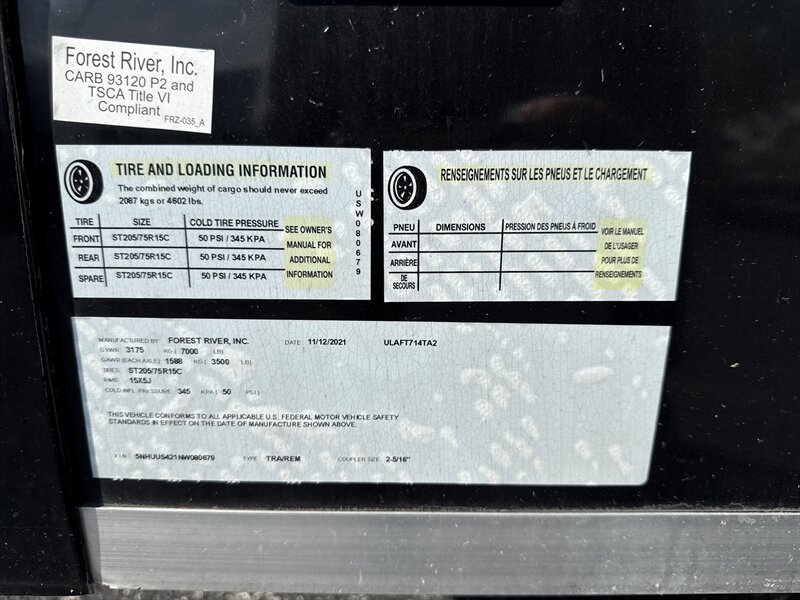 Forest River, Inc.
CARB 93120 P2 and
TSCA Title VI
Compliant
FRZ-035_A
TIRE AND LOADING INFORMATION
The combined weight of cargo should never exceed
2087 kgs or 4602 lbs.
TIRE SIZE COLD TIRE PRESSURE
FRONT ST205/75R15C 50 PSI / 345 KPA
REAR ST205/75R15C 50 PSI / 345 KPA
SPARE ST205/75R15C 50 PSI / 345 KPA
SEE OWNER'S
MANUAL FOR
ADDITIONAL
INFORMATION
USW080679
RENSEIGNEMENTS SUR LES PNEUS ET LE CHARGEMENT
PNEU DIMENSIONS PRESSION DES PNEUS À FROID
AVANT
ARRIÈRE
DE
SECOURS
VOIR LE MANUEL
DE L'USAGER
POUR PLUS DE
RENSEIGNEMENTS
MANUFACTURED BY FOREST RIVER, INC. DATE 11/12/2021 ULAFT714TA2
GVWR 3175 KG ( 7000 LB)
GAWR (EACH AXLE) 1588 KG ( 3500 LB)
TIRES ST205/75R15C
RIMS 15X5J
COLD INFL. PRESSURE 345 KPA ( 50 PSI)
THIS VEHICLE CONFORMS TO ALL APPLICABLE U.S. FEDERAL MOTOR VEHICLE SAFETY
STANDARDS IN EFFECT ON THE DATE OF MANUFACTURE SHOWN ABOVE.
V.I.N. 5NHUUS421NW080679 TYPE TRA/REM COUPLER SIZE 2-5/16"